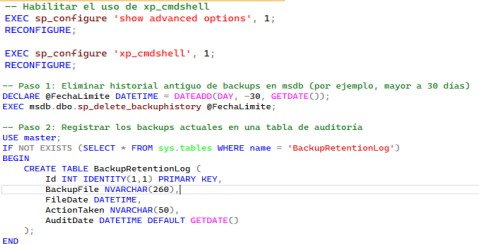 -- Habilitar el uso de xp_cmdshell
EXEC sp_configure 'show advanced options', 1;
RECONFIGURE;
EXEC sp_configure 'xp_cmdshell', 1;
RECONFIGURE;
-- Paso 1: Eliminar historial antiguo de backups en msdb (por ejemplo, mayor a 30 días)
DECLARE @FechaLimite DATETIME = DATEADD(DAY, -30, GETDATE());
EXEC msdb.dbo.sp_delete_backuphistory @FechaLimite;
-- Paso 2: Registrar los backups actuales en una tabla de auditoría
USE master;
IF NOT EXISTS (SELECT * FROM sys.tables WHERE name = 'BackupRetentionLog')
BEGIN
CREATE TABLE BackupRetentionLog (
Id INT IDENTITY(1,1) PRIMARY KEY,
BackupFile NVARCHAR(260),
FileDate DATETIME,
ActionTaken NVARCHAR(50),
AuditDate DATETIME DEFAULT GETDATE()
);
END